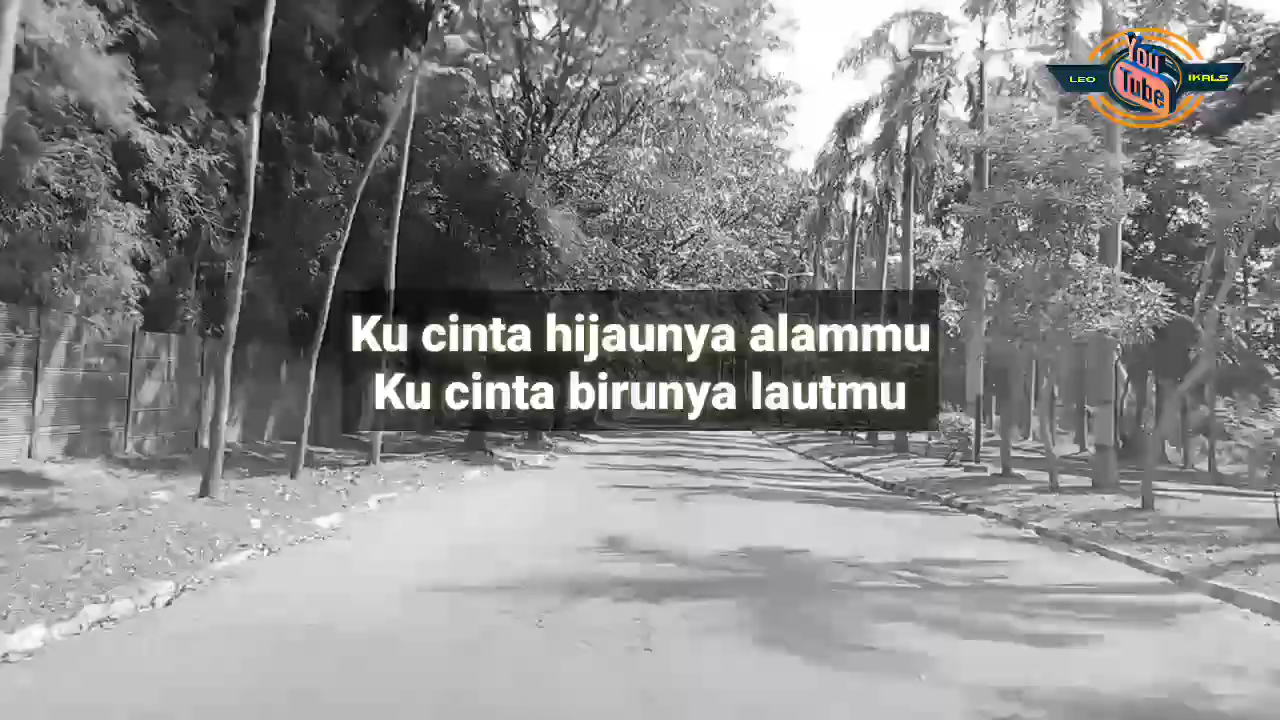 You
Tube
LEO
IKALS
Ku cinta hijaunya alammu
Ku cinta birunya lautmu